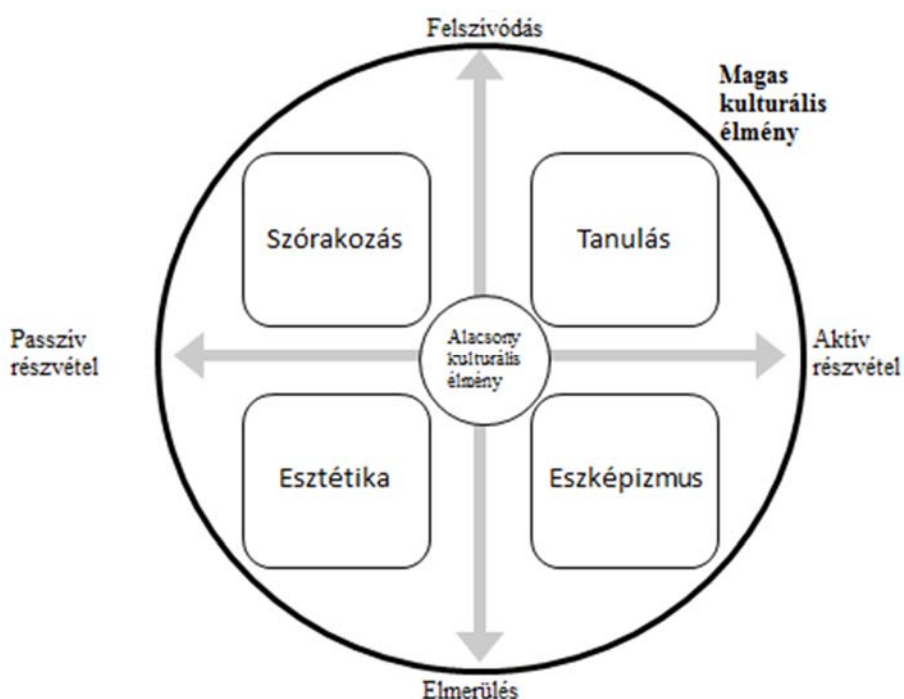 Felszívódás
Magas
kulturális
élmény
Szórakozás
Tanulás
Passzív
részvétel
Alacsony
kulturális
élmény
Aktív
részvétel
Esztétika
Eszképizmus
Elmerülés